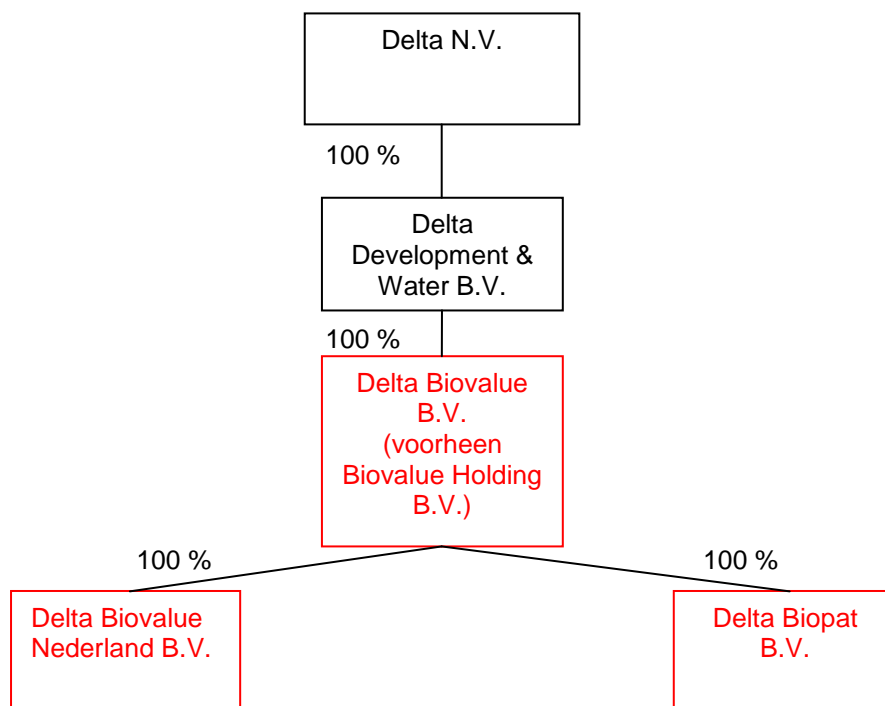 Delta N.V.
100 %
Delta
Development &
Water B.V.
100 %
Delta Biovalue
B.V.
(voorheen
Biovalue Holding
B.V.)
100 %
100 %
Delta Biovalue
Nederland B.V.
Delta Biopat
B.V.